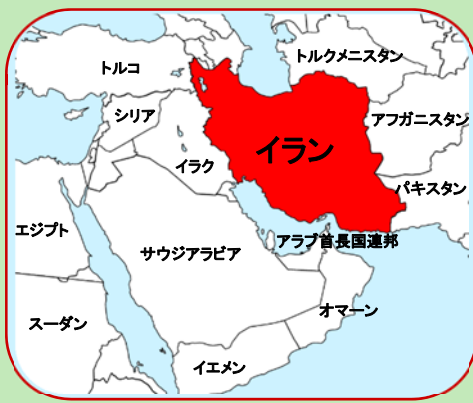 トルコ
トルクメニスタン
シリア
アフガニスタン
イラク
イラン
パキスタン
エジプト
サウジアラビア
アラブ首長国連邦
スーダン
オマーン
イエメン